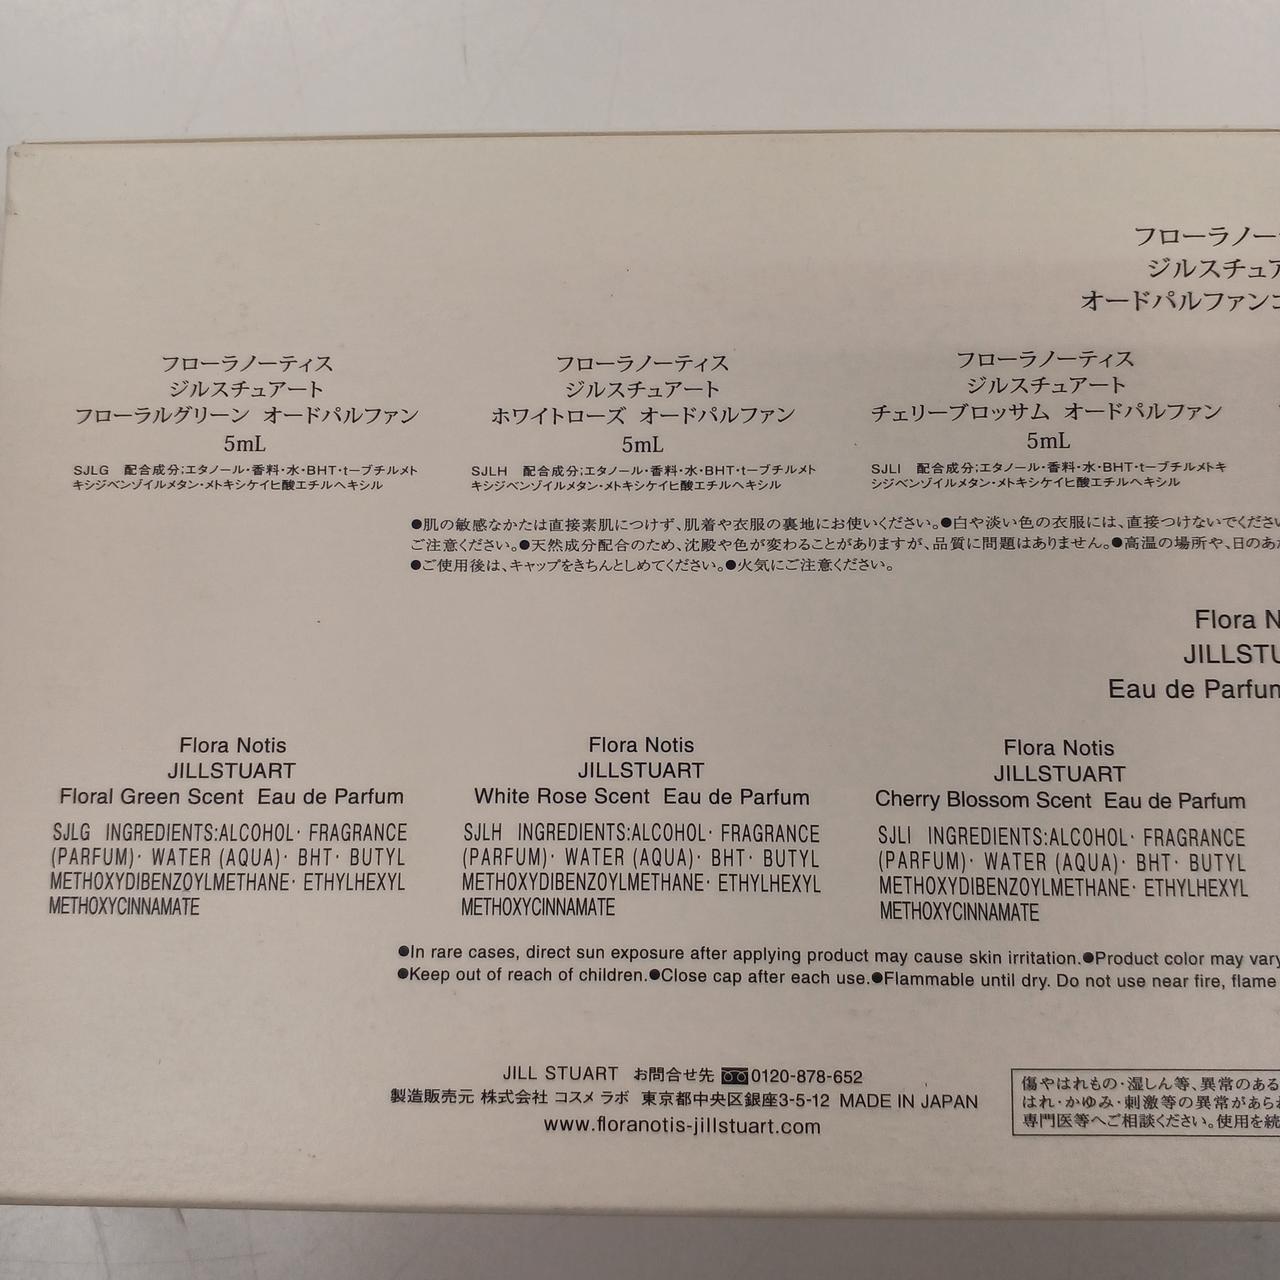 フローラノー
ジルスチュア
オードパルファン
フローラノーティス
ジルスチュアート
フローラルグリーン オードパルファン
5mL
SJLG 配合成分;エタノール・香料・水・BHT・t−ブチルメト
キシジベンゾイルメタン・メトキシケイヒ酸エチルヘキシル
フローラノーティス
ジルスチュアート
ホワイトローズ オードパルファン
5mL
SJLH 配合成分;エタノール・香料・水・BHT・t−ブチルメト
キシジベンゾイルメタン・メトキシケイヒ酸エチルヘキシル
フローラノーティス
ジルスチュアート
チェリーブロッサム オードパルファン
5mL
SJLI 配合成分;エタノール・香料・水・BHT・t−ブチルメトキ
シジベンゾイルメタン・メトキシケイヒ酸エチルヘキシル
●肌の敏感なかたは直接素肌につけず、肌着や衣服の裏地にお使いください。●白や淡い色の衣服には、直接つけないでくださ
ご注意ください。●天然成分配合のため、沈殿や色が変わることがありますが、品質に問題はありません。●高温の場所や、日のあ
●ご使用後は、キャップをきちんとしめてください。●火気にご注意ください。
Flora N
JILLSTU
Eau de Parfum
Flora Notis
JILLSTUART
Floral Green Scent Eau de Parfum
SJLG INGREDIENTS:ALCOHOL· FRAGRANCE
(PARFUM)· WATER (AQUA)· BHT· BUTYL
METHOXYDIBENZOYLMETHANE· ETHYLHEXYL
METHOXYCINNAMATE
Flora Notis
JILLSTUART
White Rose Scent Eau de Parfum
SJLH INGREDIENTS:ALCOHOL· FRAGRANCE
(PARFUM)· WATER (AQUA)· BHT· BUTYL
METHOXYDIBENZOYLMETHANE· ETHYLHEXYL
METHOXYCINNAMATE
Flora Notis
JILLSTUART
Cherry Blossom Scent Eau de Parfum
SJLI INGREDIENTS:ALCOHOL· FRAGRANCE
(PARFUM)· WATER (AQUA)· BHT· BUTYL
METHOXYDIBENZOYLMETHANE· ETHYLHEXYL
METHOXYCINNAMATE
●In rare cases, direct sun exposure after applying product may cause skin irritation.●Product color may vary
●Keep out of reach of children.●Close cap after each use.●Flammable until dry. Do not use near fire, flame
JILL STUART お問合せ先 0120-878-652
製造販売元 株式会社 コスメ ラボ 東京都中央区銀座3-5-12 MADE IN JAPAN
www.floranotis-jillstuart.com
傷やはれもの・湿しん等、異常のある
はれ・かゆみ・刺激等の異常があら
専門医等へご相談ください。使用を続